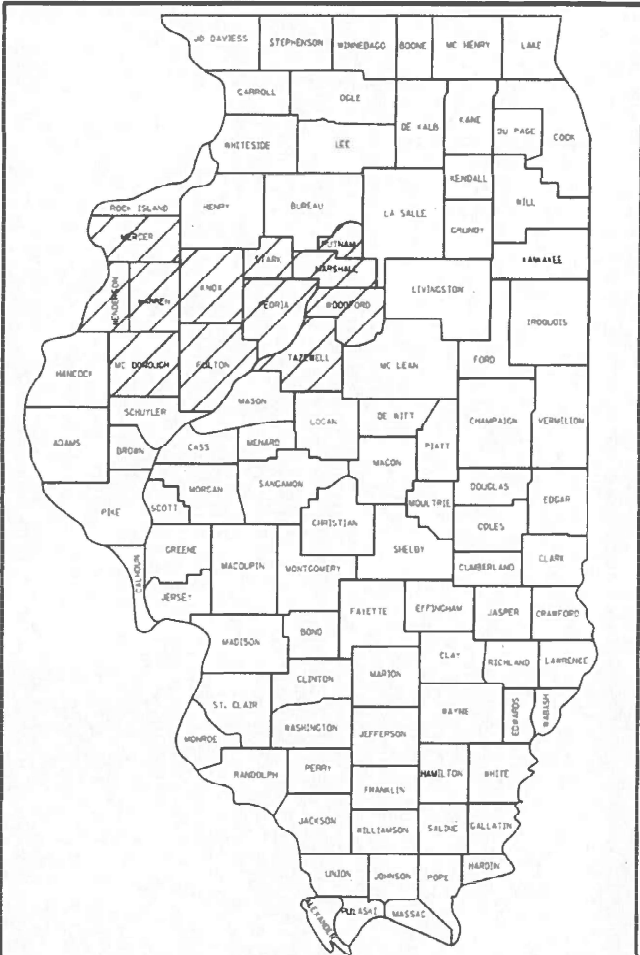 JO DAVIESS STEPHENSON WINNEBAGO BOONE MC HENRY LAKE
CARROLL OGLE
DE KALB KANE DU PAGE COOK
WHITESIDE LEE
KENDALL WILL
ROCK ISLAND HENRY BUREAU LA SALLE GRUNDY
MERCER PUTNAM
STARK MARSHALL KANKAKEE
HENDERSON WARREN KNOX PEORIA WOODFORD LIVINGSTON IROQUOIS
HANCOCK MC DONOUGH FULTON TAZEWELL MC LEAN FORD
MASON
SCHUYLER LOGAN DE WITT CHAMPAIGN VERMILION
ADAMS BROWN CASS MENARD PIATT
MACON
PIKE SCOTT MORGAN SANGAMON MOULTRIE DOUGLAS EDGAR
CHRISTIAN COLES
GREENE SHELBY
CALHOUN MACOUPIN MONTGOMERY CUMBERLAND CLARK
JERSEY FAYETTE EFFINGHAM JASPER CRAWFORD
MADISON BOND
CLAY RICHLAND LAWRENCE
CLINTON MARION
ST. CLAIR WAYNE EDWARDS WABASH
MONROE WASHINGTON JEFFERSON
RANDOLPH PERRY HAMILTON WHITE
FRANKLIN
JACKSON WILLIAMSON SALINE GALLATIN
UNION JOHNSON POPE HARDIN
ALEXANDER PULASKI MASSAC